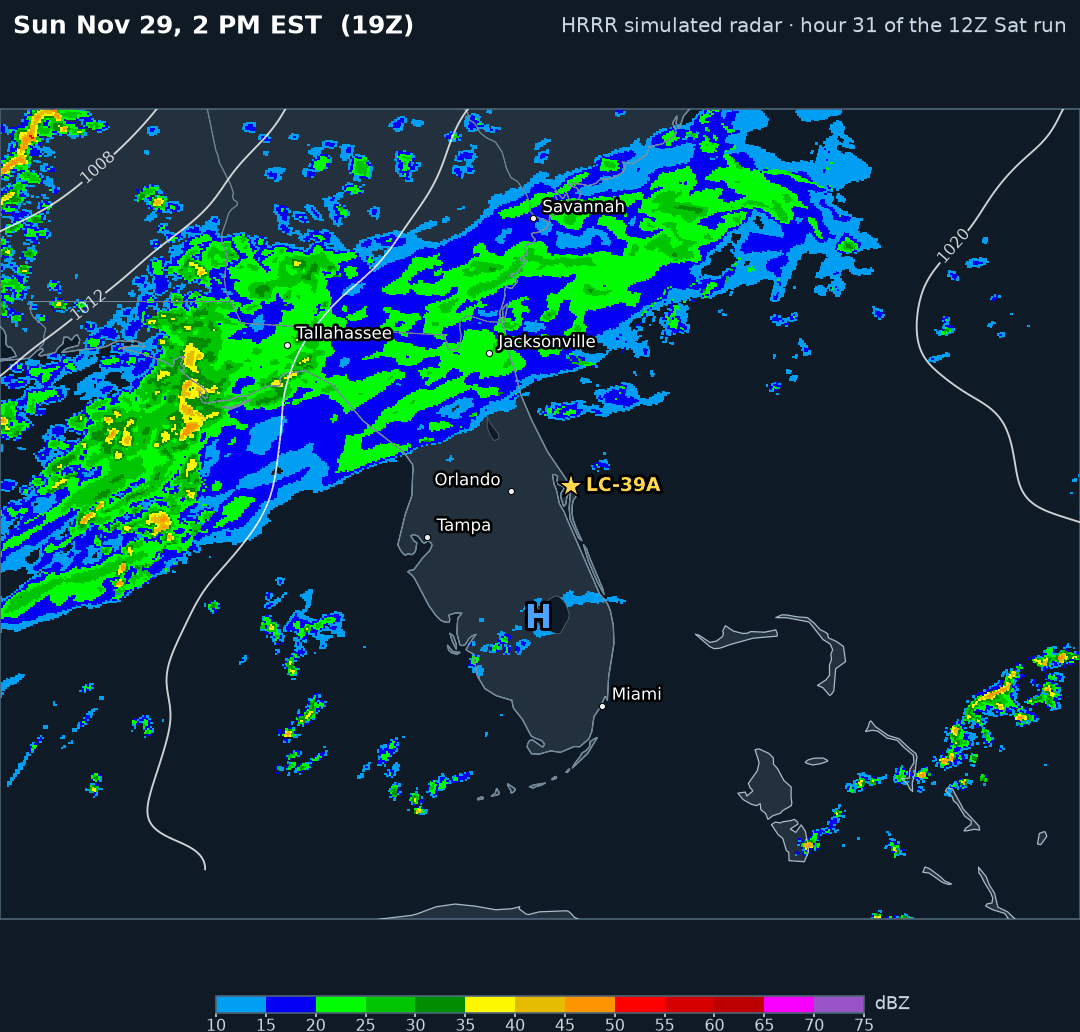 Sun Nov 29, 2 PM EST (19Z)
HRRR simulated radar · hour 31 of the 12Z Sat run
1008
1012
1020
Savannah
Tallahassee
Jacksonville
Orlando
LC-39A
Tampa
H
Miami
dBZ
10 15 20 25 30 35 40 45 50 55 60 65 70 75